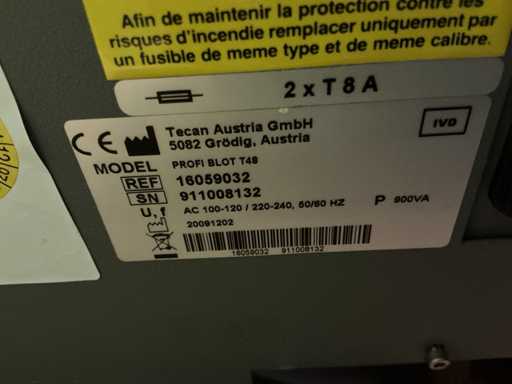 Afin de maintenir la protection contre les
risques d'incendie remplacer uniquement par
un fusible de meme type et de meme calibre.
2 x T 8 A
CE Tecan Austria GmbH
5082 Grödig, Austria
IVD
MODEL PROFI BLOT T48
REF 16059032
SN 911008132
U, f AC 100-120 / 220-240, 50/60 HZ P 900VA
20091202
16059032 911008132